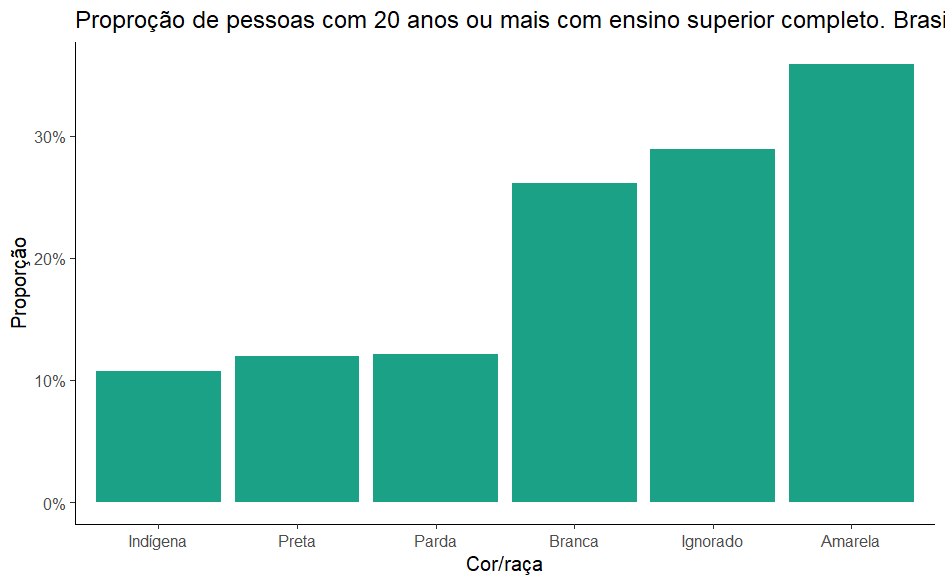 Proproção de pessoas com 20 anos ou mais com ensino superior completo. Brasi
Proporção
30%
20%
10%
0%
Indígena Preta Parda Branca Ignorado Amarela
Cor/raça